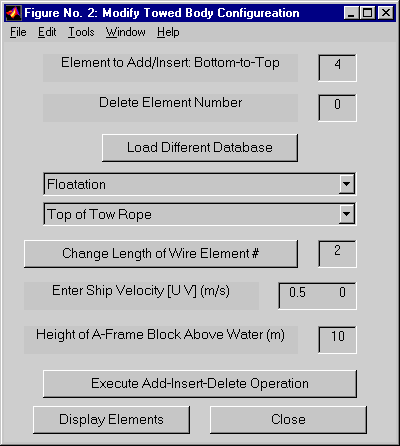 Figure No. 2: Modify Towed Body Configureation
File Edit Tools Window Help
Element to Add/Insert: Bottom-to-Top 4
Delete Element Number 0
Load Different Database
Floatation
Top of Tow Rope
Change Length of Wire Element # 2
Enter Ship Velocity [U V] (m/s) 0.5 0
Height of A-Frame Block Above Water (m) 10
Execute Add-Insert-Delete Operation
Display Elements Close